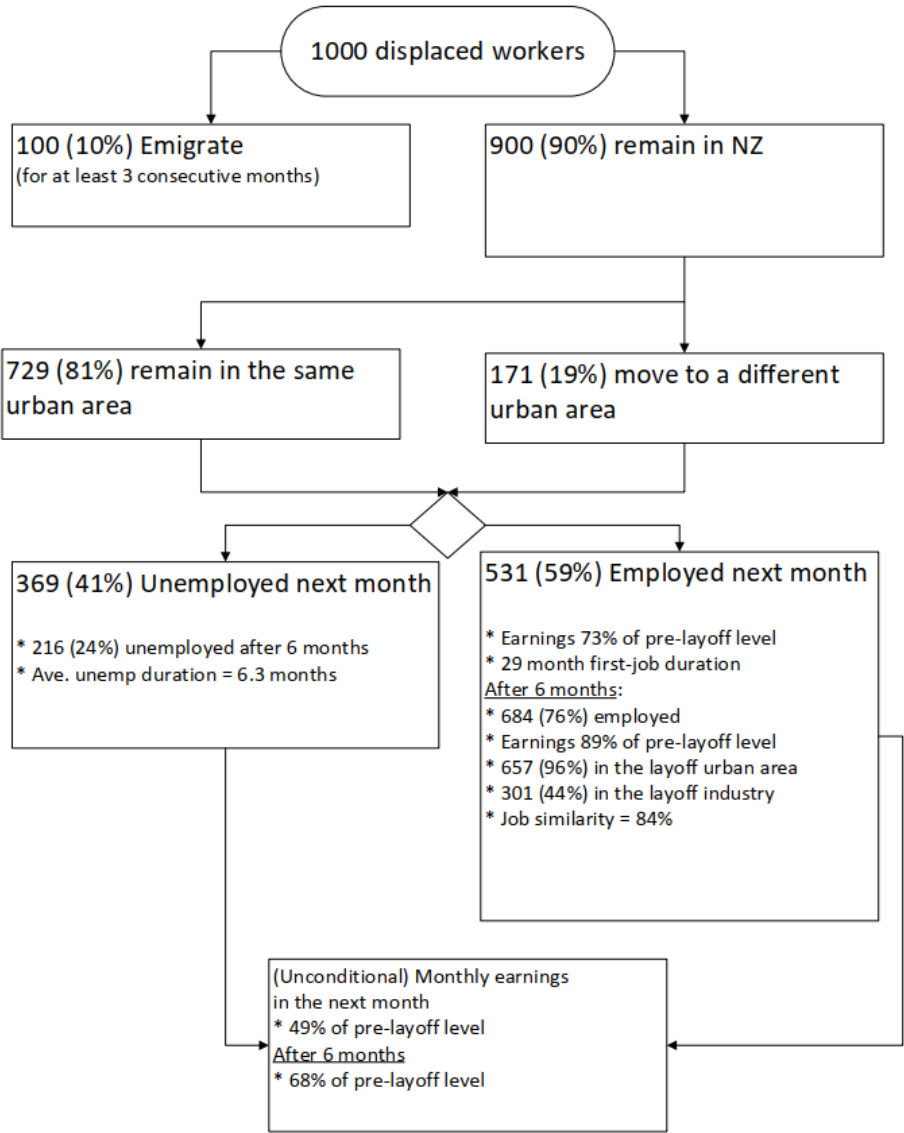 1000 displaced workers
100 (10%) Emigrate
(for at least 3 consecutive months)
900 (90%) remain in NZ
729 (81%) remain in the same
urban area
171 (19%) move to a different
urban area
369 (41%) Unemployed next month
* 216 (24%) unemployed after 6 months
* Ave. unemp duration = 6.3 months
531 (59%) Employed next month
* Earnings 73% of pre-layoff level
* 29 month first-job duration
After 6 months:
* 684 (76%) employed
* Earnings 89% of pre-layoff level
* 657 (96%) in the layoff urban area
* 301 (44%) in the layoff industry
* Job similarity = 84%
(Unconditional) Monthly earnings
in the next month
* 49% of pre-layoff level
After 6 months
* 68% of pre-layoff level